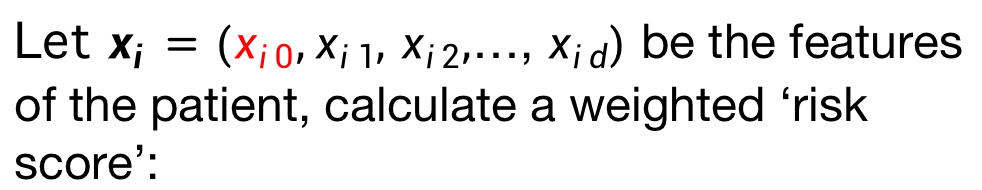 Let xᵢ = (xᵢ₀, xᵢ₁, xᵢ₂,..., xᵢd) be the features
of the patient, calculate a weighted ‘risk
score’: